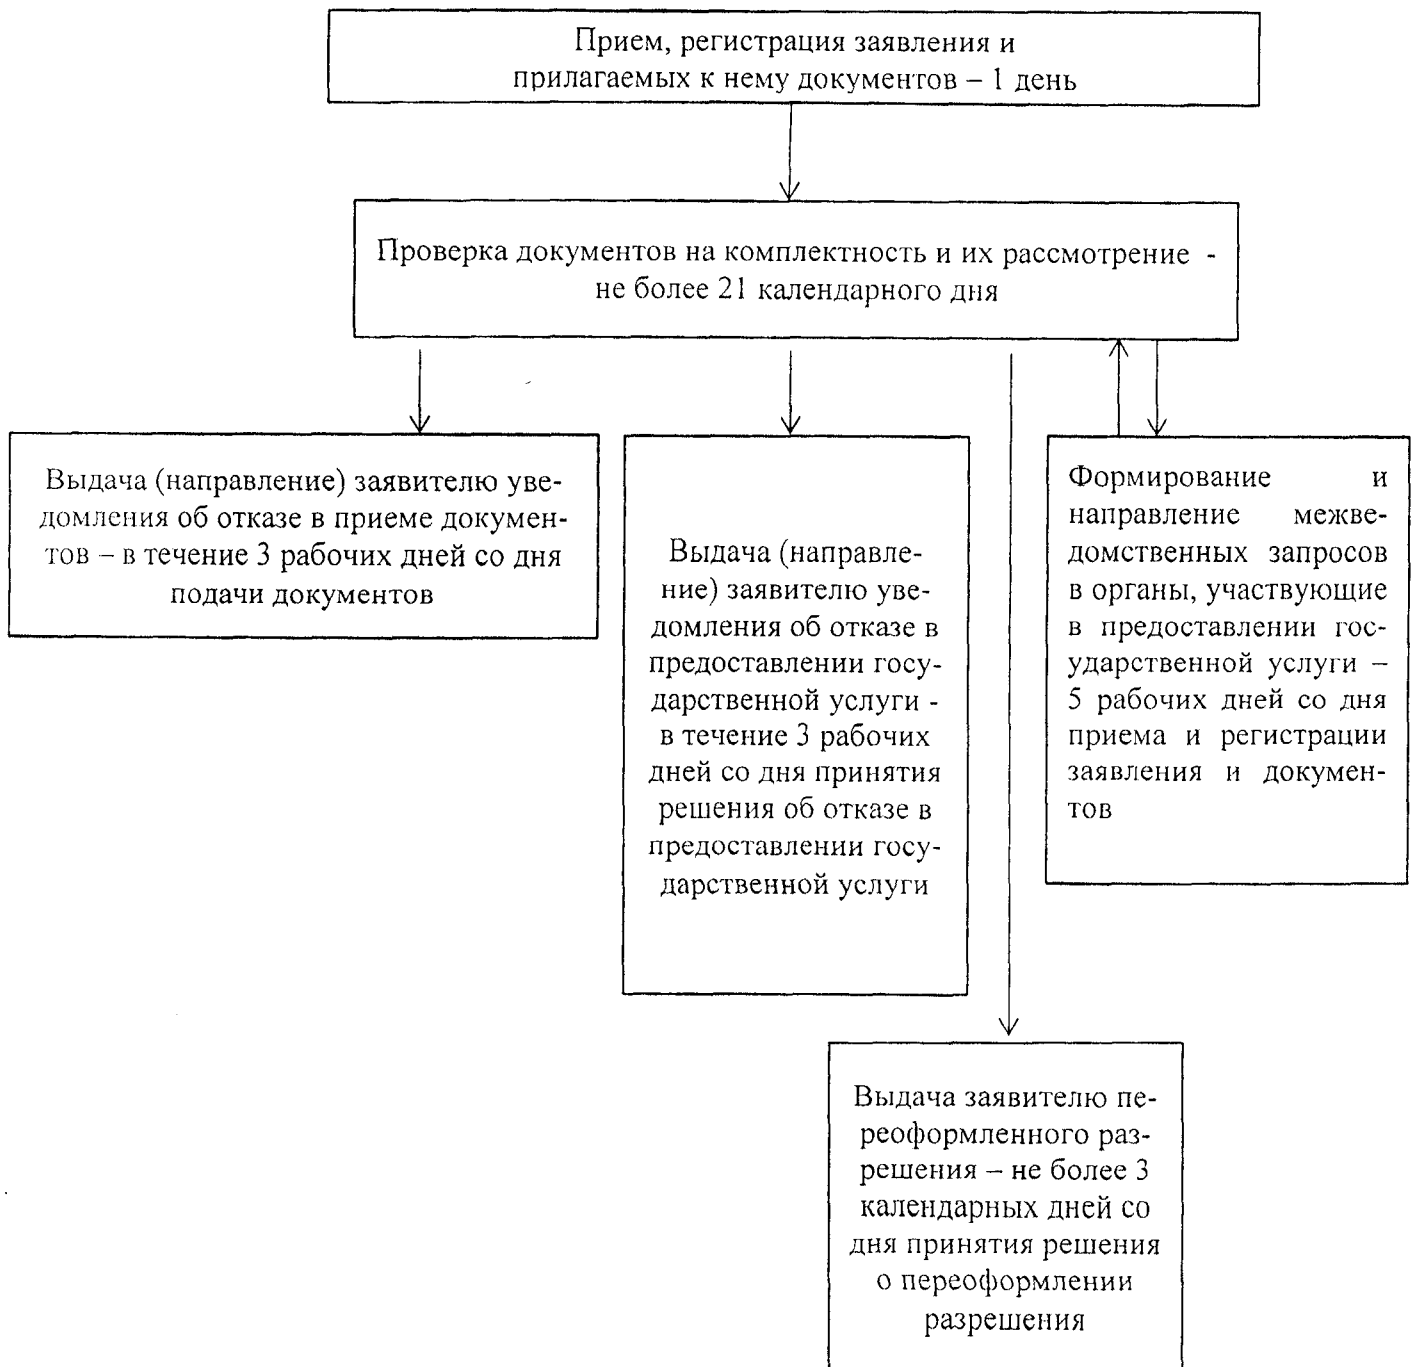 Прием, регистрация заявления и
прилагаемых к нему документов – 1 день
Проверка документов на комплектность и их рассмотрение -
не более 21 календарного дня
Выдача (направление) заявителю уве-
домления об отказе в приеме докумен-
тов – в течение 3 рабочих дней со дня
подачи документов
Выдача (направле-
ние) заявителю уве-
домления об отказе в
предоставлении госу-
дарственной услуги -
в течение 3 рабочих
дней со дня принятия
решения об отказе в
предоставлении госу-
дарственной услуги
Формирование и
направление межве-
домственных запросов
в органы, участвующие
в предоставлении гос-
ударственной услуги –
5 рабочих дней со дня
приема и регистрации
заявления и докумен-
тов
Выдача заявителю пе-
реоформленного раз-
решения – не более 3
календарных дней со
дня принятия решения
о переоформлении
разрешения